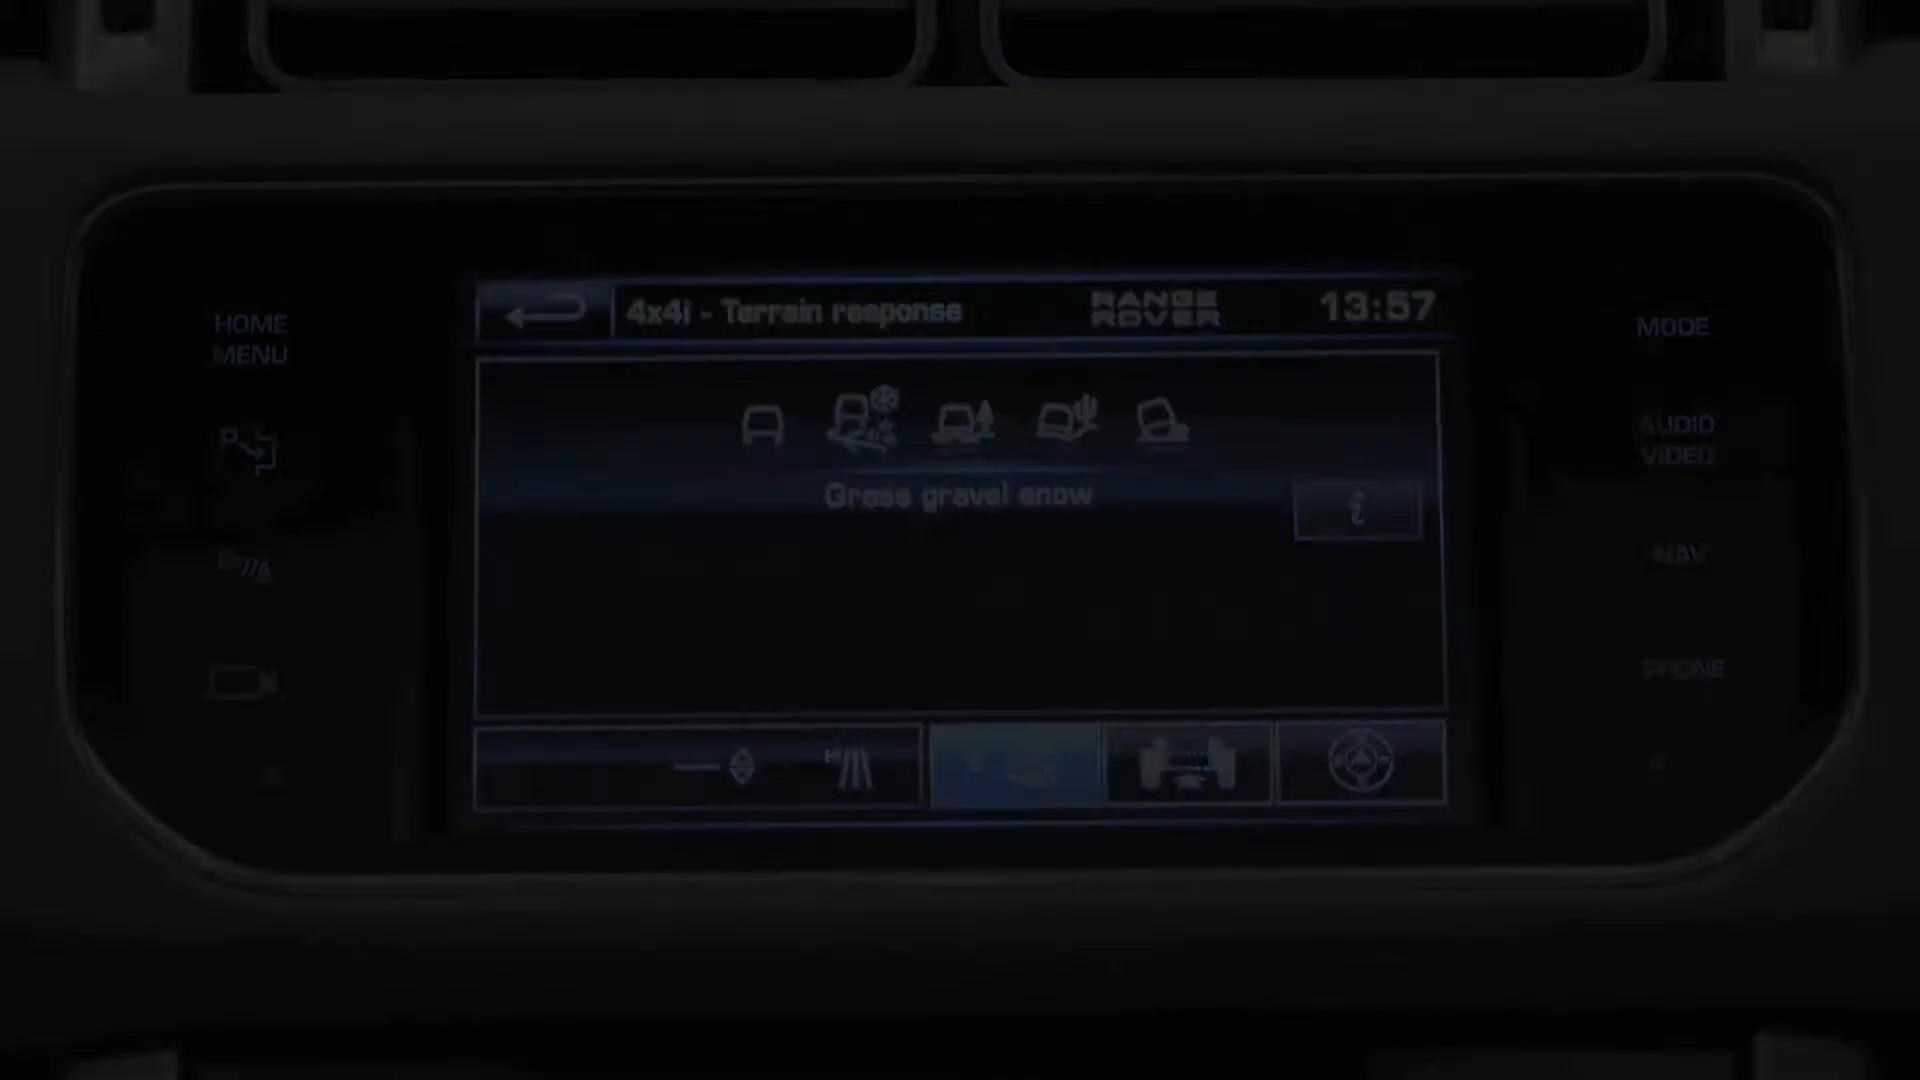 4x4i - Terrain response
RANGE
ROVER
13:57
HOME
MENU
MODE
P
AUDIO
VIDEO
Grass gravel snow
i
NAV
PHONE